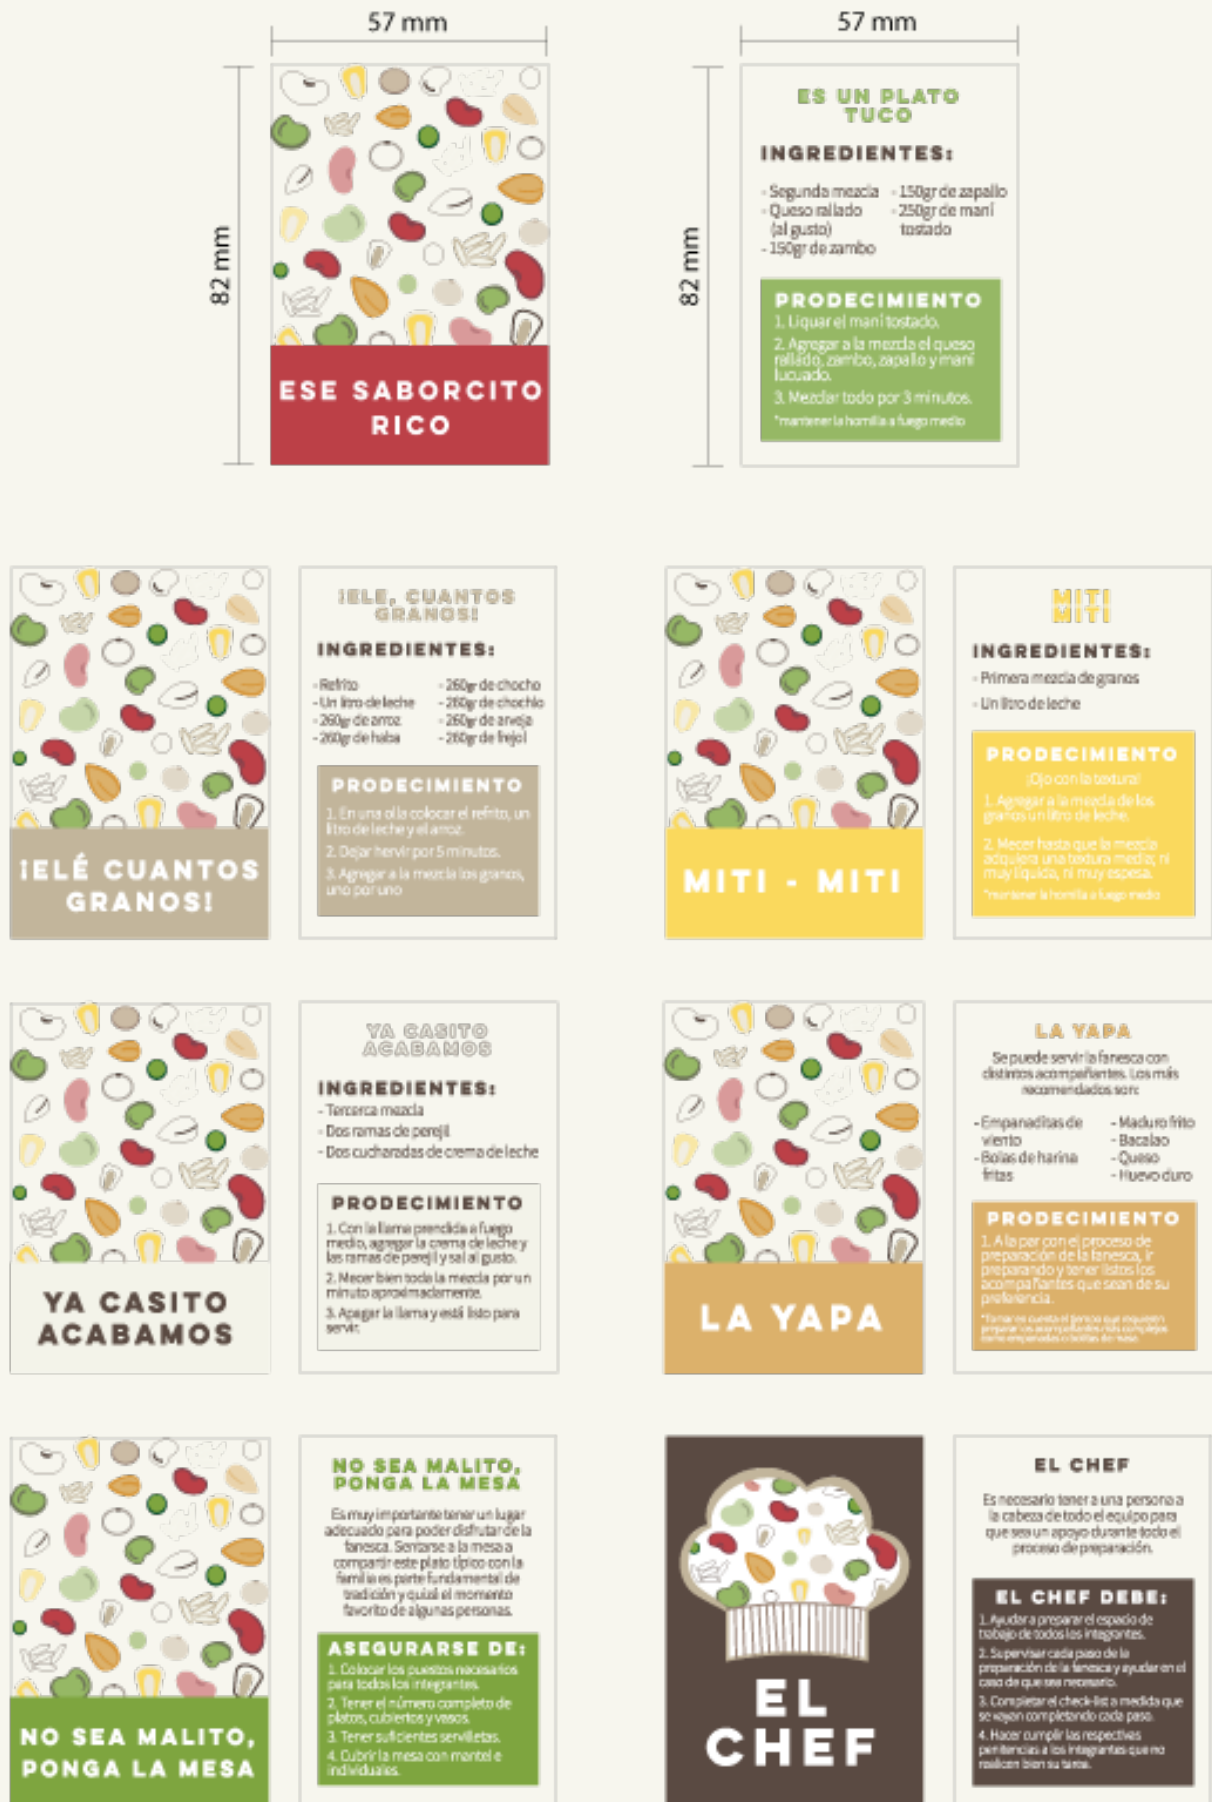 57 mm
57 mm
82 mm
82 mm
ESE SABORCITO
RICO
ES UN PLATO
TUCO
INGREDIENTES:
- Segunda mezcla
- Queso rallado
(al gusto)
- 150gr de zambo
- 150gr de zapallo
- 250gr de maní
tostado
PRODECIMIENTO
1. Liquar el maní tostado.
2. Agregar a la mezcla el queso
rallado, zambo, zapallo y maní
lucuado.
3. Mezclar todo por 3 minutos.
*mantener la hornilla a fuego medio
¡ELÉ CUANTOS
GRANOS!
¡ELE, CUANTOS
GRANOS!
INGREDIENTES:
- Refrito
- Un litro de leche
- 260gr de arroz
- 260gr de haba
- 260gr de chocho
- 260gr de chochlo
- 260gr de arveja
- 260gr de frejol
PRODECIMIENTO
1. En una olla colocar el refrito, un
litro de leche y el arroz.
2. Dejar hervir por 5 minutos.
3. Agregar a la mezcla los granos,
uno por uno
MITI - MITI
MITI
MITI
INGREDIENTES:
- Primera mezcla de granos
- Un litro de leche
PRODECIMIENTO
¡Ojo con la textura!
1. Agregar a la mezcla de los
granos un litro de leche.
2. Mecer hasta que la mezcla
adquiera una textura media; ni
muy líquida, ni muy espesa.
*mantener la hornilla a fuego medio
YA CASITO
ACABAMOS
YA CASITO
ACABAMOS
INGREDIENTES:
- Tercerca mezcla
- Dos ramas de perejil
- Dos cucharadas de crema de leche
PRODECIMIENTO
1. Con la llama prendida a fuego
medio, agregar la crema de leche y
las ramas de perejil y sal al gusto.
2. Mecer bien toda la mezcla por un
minuto aproximadamente.
3. Apagar la llama y está listo para
servir.
LA YAPA
LA YAPA
Se puede servir la fanesca con
distintos acompañantes. Los más
recomendados son:
- Empanaditas de
viento
- Bolas de harina
fritas
- Maduro frito
- Bacalao
- Queso
- Huevo duro
PRODECIMIENTO
1. A la par con el proceso de
preparación de la fanesca, ir
preparando y tener listos los
acompañantes que sean de su
preferencia.
*Tomar en cuenta el tiempo que requieren
preparar los acompañantes más complejos
como empanadas o bolitas de masa.
NO SEA MALITO,
PONGA LA MESA
NO SEA MALITO,
PONGA LA MESA
Es muy importante tener un lugar
adecuado para poder disfrutar de la
fanesca. Sentarse a la mesa a
compartir este plato típico con la
familia es parte fundamental de
tradición y quizá el momento
favorito de algunas personas.
ASEGURARSE DE:
1. Colocar los puestos necesarios
para todos los integrantes.
2. Tener el número completo de
platos, cubiertos y vasos.
3. Tener suficientes servilletas.
4. Cubrir la mesa con mantel e
individuales.
EL
CHEF
EL CHEF
Es necesario tener a una persona a
la cabeza de todo el equipo para
que sea un apoyo durante todo el
proceso de preparación.
EL CHEF DEBE:
1. Ayudar a preparar el espacio de
trabajo de todos los integrantes.
2. Supervisar cada paso de la
preparación de la fanesca y ayudar en el
caso de que sea necesario.
3. Completar el check-list a medida que
se vayan completando cada paso.
4. Hacer cumplir las respectivas
penitencias a los integrantes que no
realicen bien su tarea.